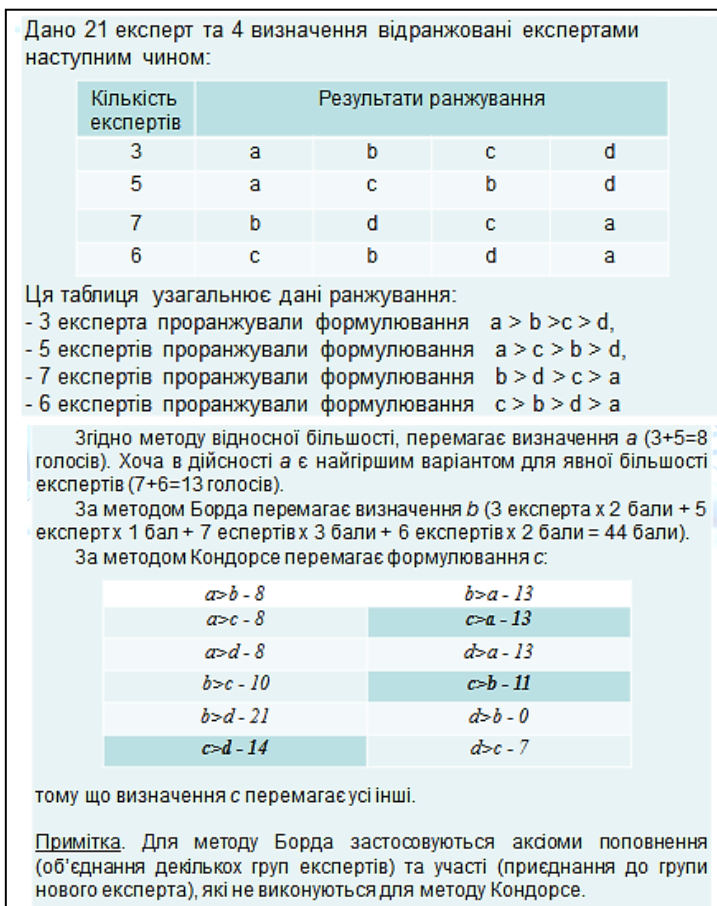 Дано 21 експерт та 4 визначення відранжовані експертами
наступним чином:
Кількість експертів Результати ранжування
3 a b c d
5 a c b d
7 b d c a
6 c b d a
Ця таблиця узагальнює дані ранжування:
- 3 експерта проранжували формулювання a > b >c > d,
- 5 експертів проранжували формулювання a > c > b > d,
- 7 експертів проранжували формулювання b > d > c > a
- 6 експертів проранжували формулювання c > b > d > a
Згідно методу відносної більшості, перемагає визначення a (3+5=8
голосів). Хоча в дійсності a є найгіршим варіантом для явної більшості
експертів (7+6=13 голосів).
За методом Борда перемагає визначення b (3 експерта x 2 бали + 5
експерт x 1 бал + 7 еспертів x 3 бали + 6 експертів x 2 бали = 44 бали).
За методом Кондорсе перемагає формулювання c:
a>b - 8 b>a - 13
a>c - 8 c>a - 13
a>d - 8 d>a - 13
b>c - 10 c>b - 11
b>d - 21 d>b - 0
c>d - 14 d>c - 7
тому що визначення c перемагає усі інші.
Примітка. Для методу Борда застосовуються аксіоми поповнення
(об’єднання декількох груп експертів) та участі (приєднання до групи
нового експерта), які не виконуються для методу Кондорсе.